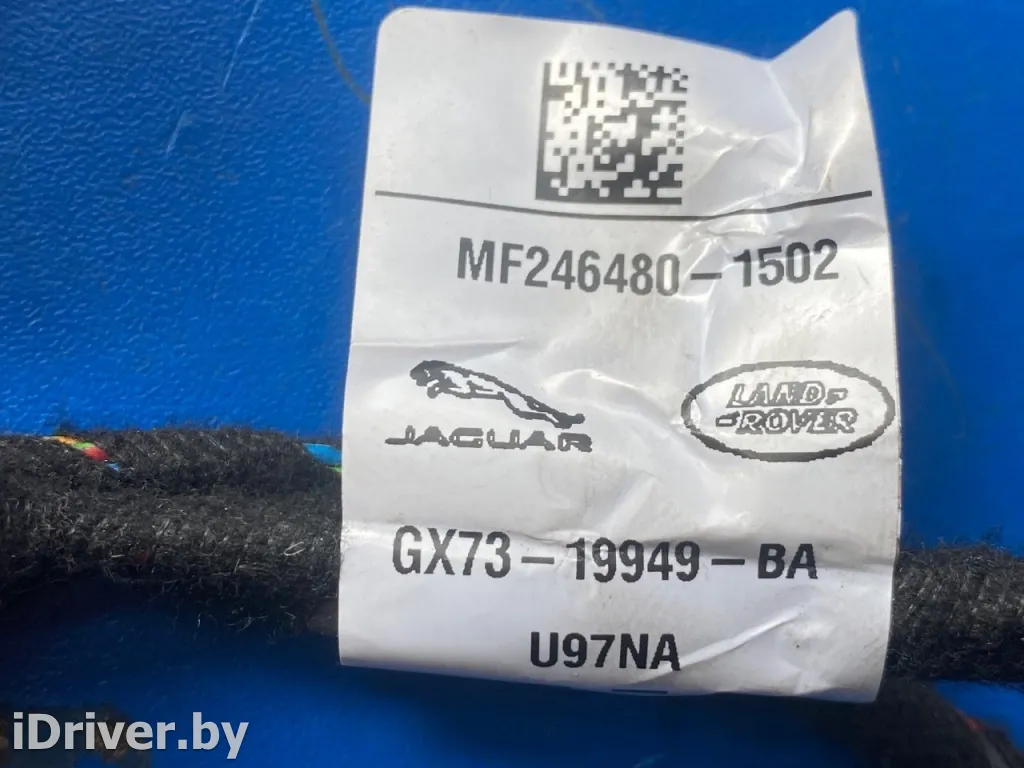 MF246480-1502
JAGUAR
LAND-
-ROVER
GX73-19949-BA
U97NA
iDriver.by